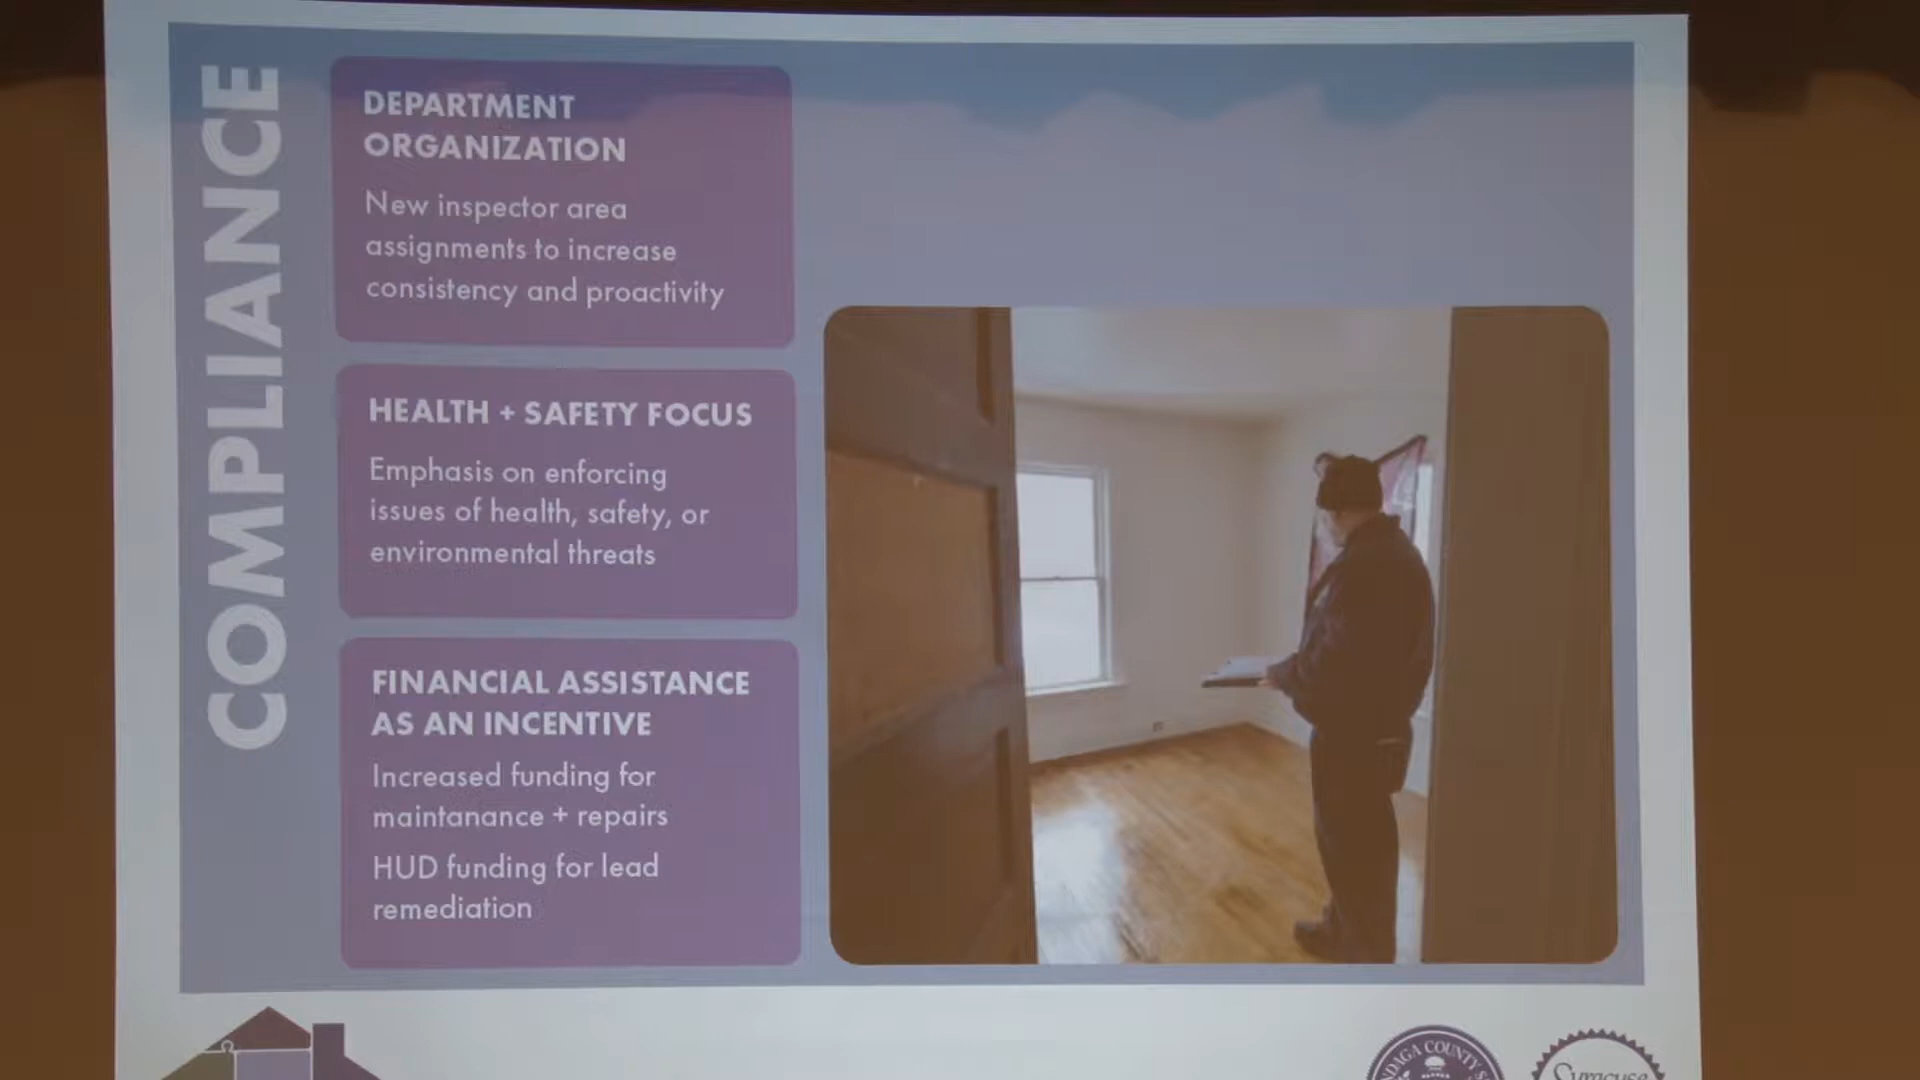 COMPLIANCE
DEPARTMENT
ORGANIZATION
New inspector area
assignments to increase
consistency and proactivity
HEALTH + SAFETY FOCUS
Emphasis on enforcing
issues of health, safety, or
environmental threats
FINANCIAL ASSISTANCE
AS AN INCENTIVE
Increased funding for
maintanance + repairs
HUD funding for lead
remediation
COUNTY
Syracuse